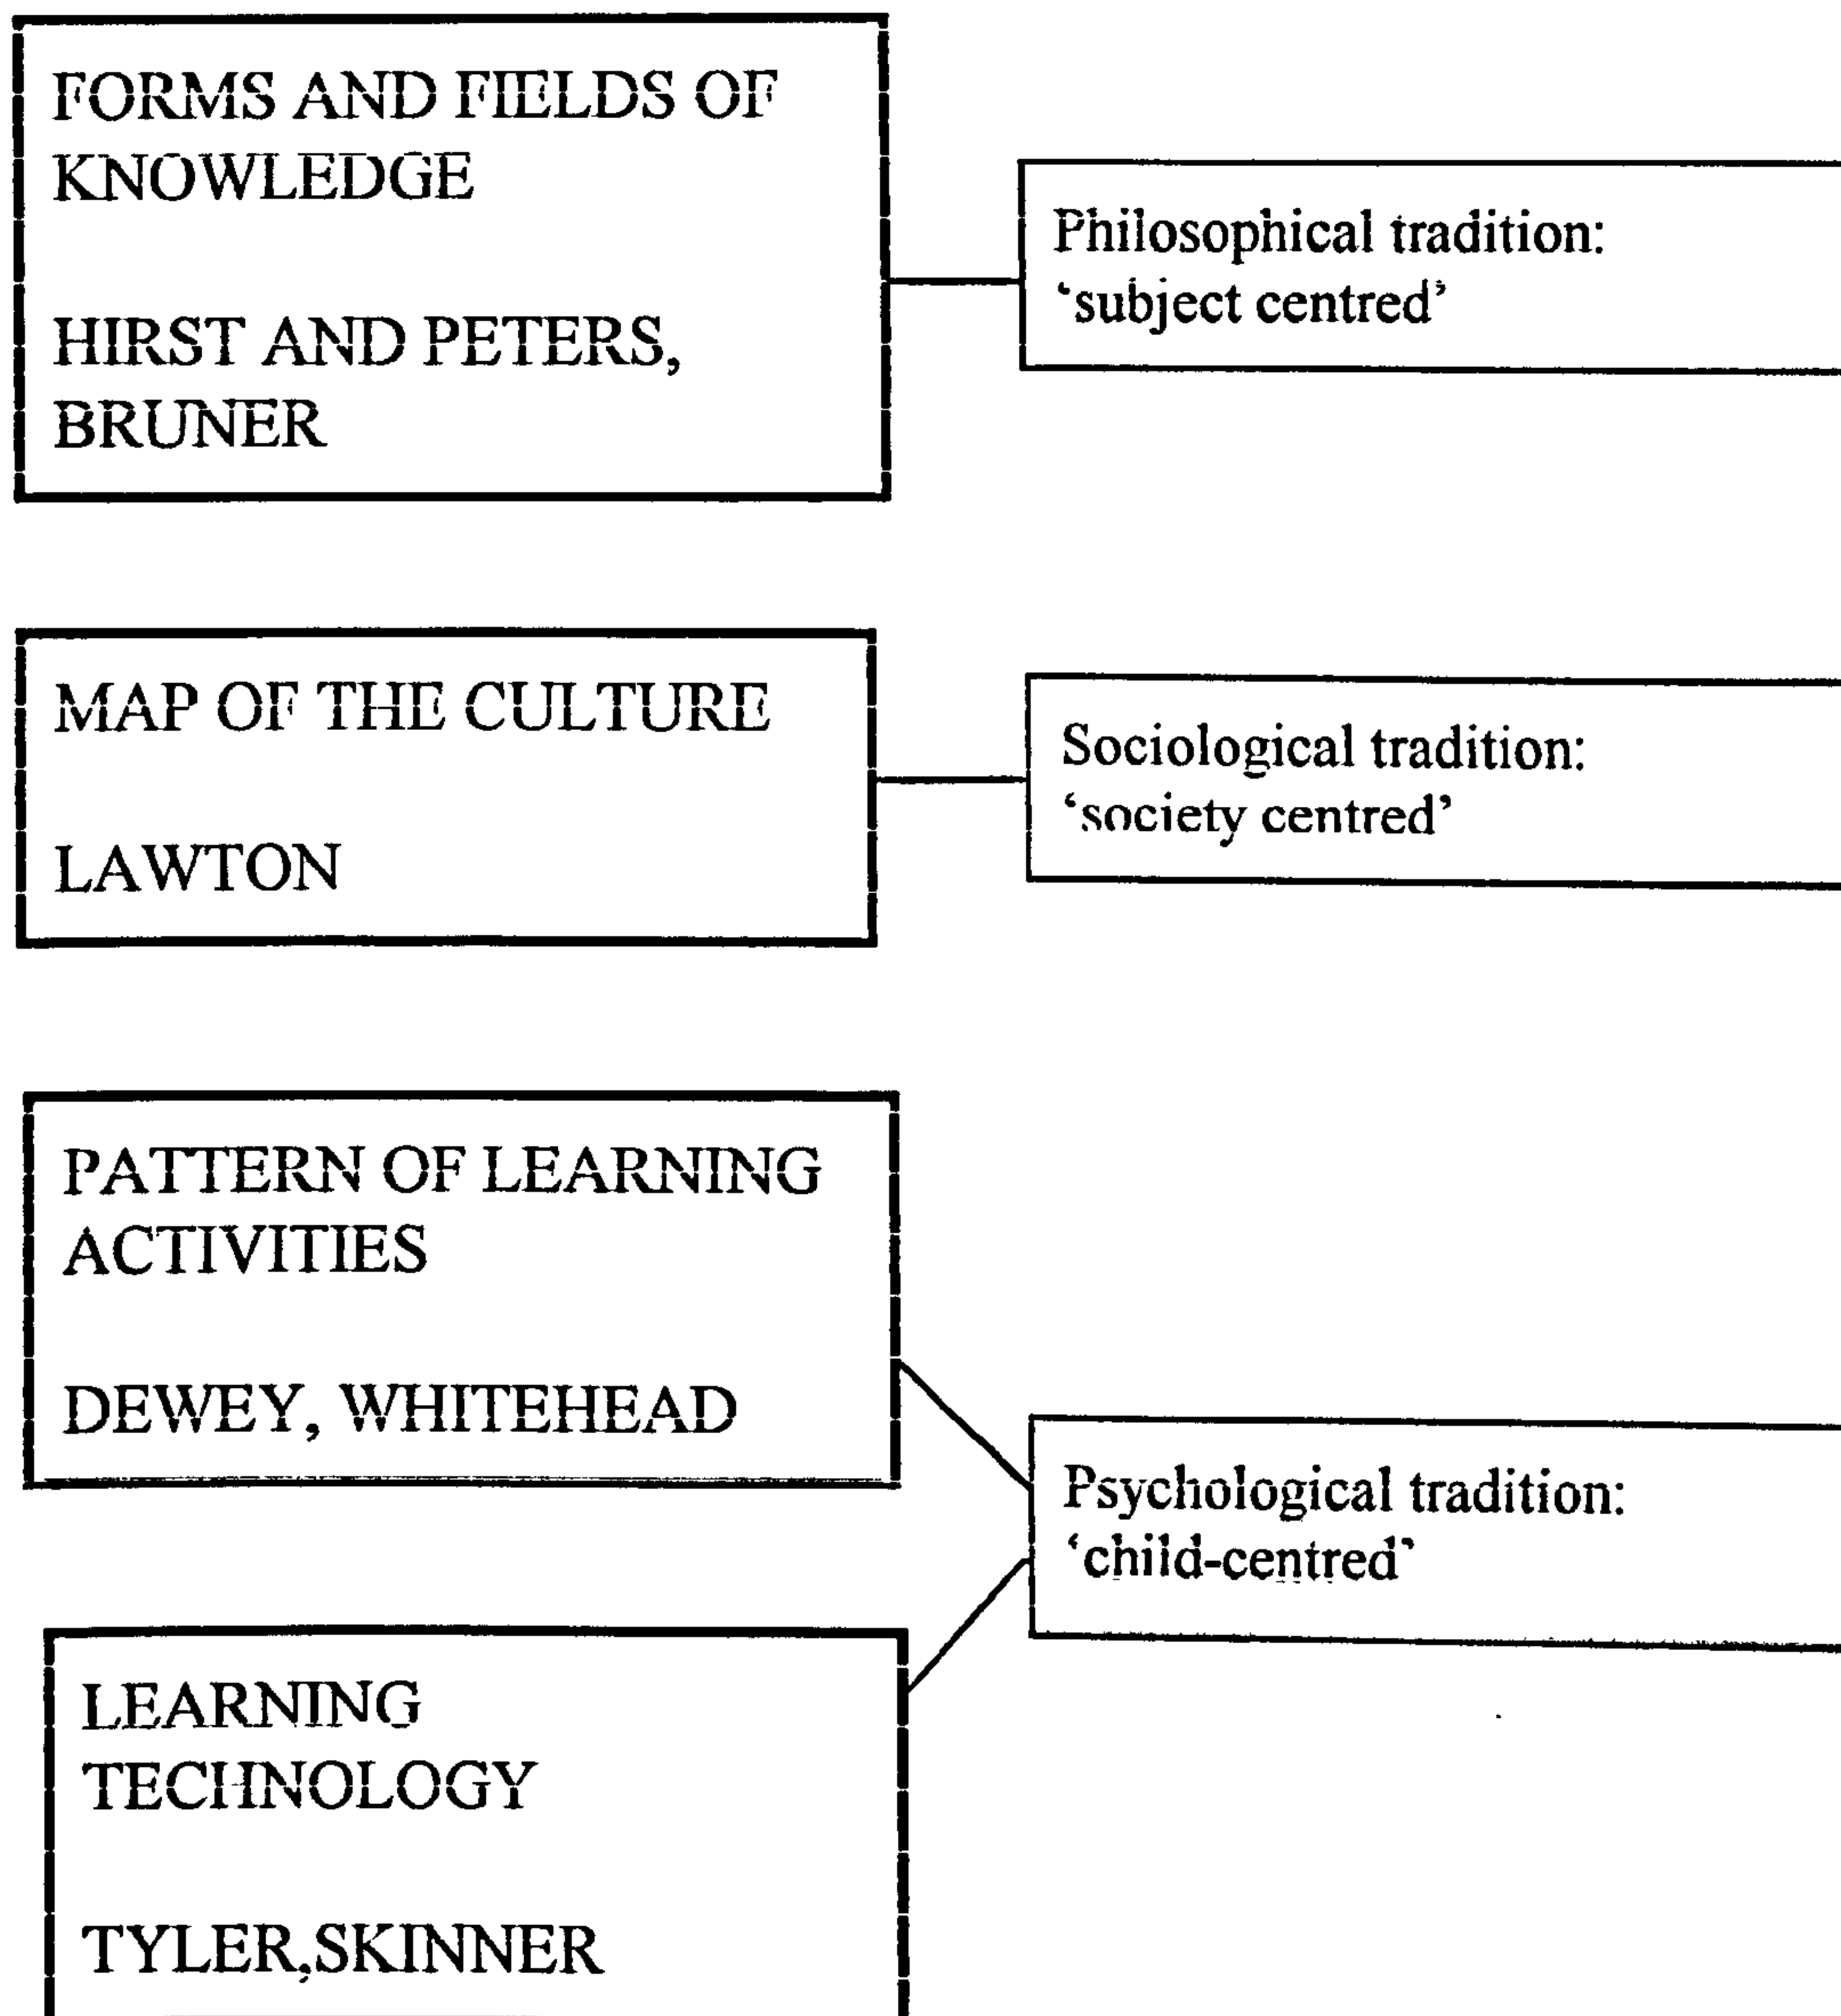 FORMS AND FIELDS OF
KNOWLEDGE
HIRST AND PETERS,
BRUNER
Philosophical tradition:
‘subject centred’
MAP OF THE CULTURE
LAWTON
Sociological tradition:
‘society centred’
PATTERN OF LEARNING
ACTIVITIES
DEWEY, WHITEHEAD
Psychological tradition:
‘child-centred’
LEARNING
TECHNOLOGY
TYLER,SKINNER